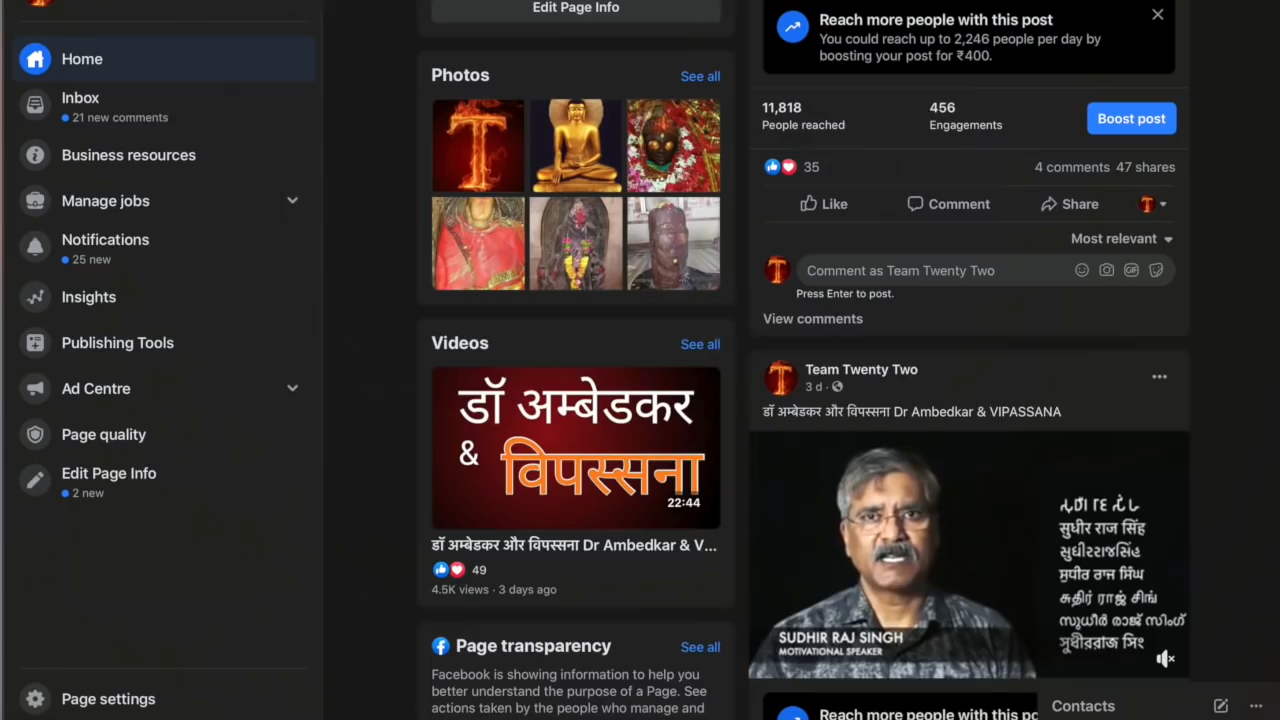 Home
Inbox
21 new comments
Business resources
Manage jobs
Notifications
25 new
Insights
Publishing Tools
Ad Centre
Page quality
Edit Page Info
2 new
Page settings
Edit Page Info
Photos
See all
T
Videos
See all
डॉ अम्बेडकर
&
विपस्सना
22:44
डॉ अम्बेडकर और विपस्सना Dr Ambedkar & V...
49
4.5K views · 3 days ago
Page transparency
See all
Facebook is showing information to help you
better understand the purpose of a Page. See
actions taken by the people who manage and
Reach more people with this post
You could reach up to 2,246 people per day by
boosting your post for ₹400.
11,818
456
People reached
Engagements
Boost post
35
4 comments 47 shares
Like
Comment
Share
Most relevant
Comment as Team Twenty Two
GIF
Press Enter to post.
View comments
Team Twenty Two
3 d ·
डॉ अम्बेडकर और विपस्सना Dr Ambedkar & VIPASSANA
सुधीर राज सिंह
ਸੁਧੀਰ ਰਾਜ ਸਿੰਘ
சுதிர் ராஜ் சிங்
സുധീർ രാജ് സിംഗ്
SUDHIR RAJ SINGH
MOTIVATIONAL SPEAKER
Reach more people with this po
Contacts